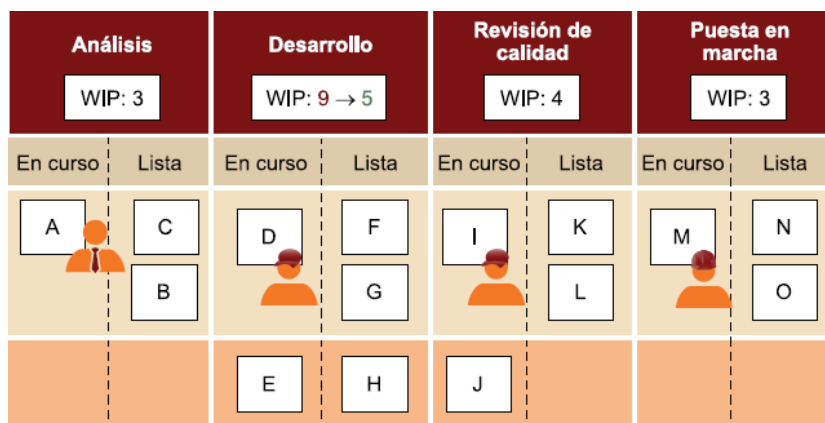 Análisis
WIP: 3
Desarrollo
WIP: 9 → 5
Revisión de
calidad
WIP: 4
Puesta en
marcha
WIP: 3
En curso Lista En curso Lista En curso Lista En curso Lista
A C D F I K M N
B G L O
E H J